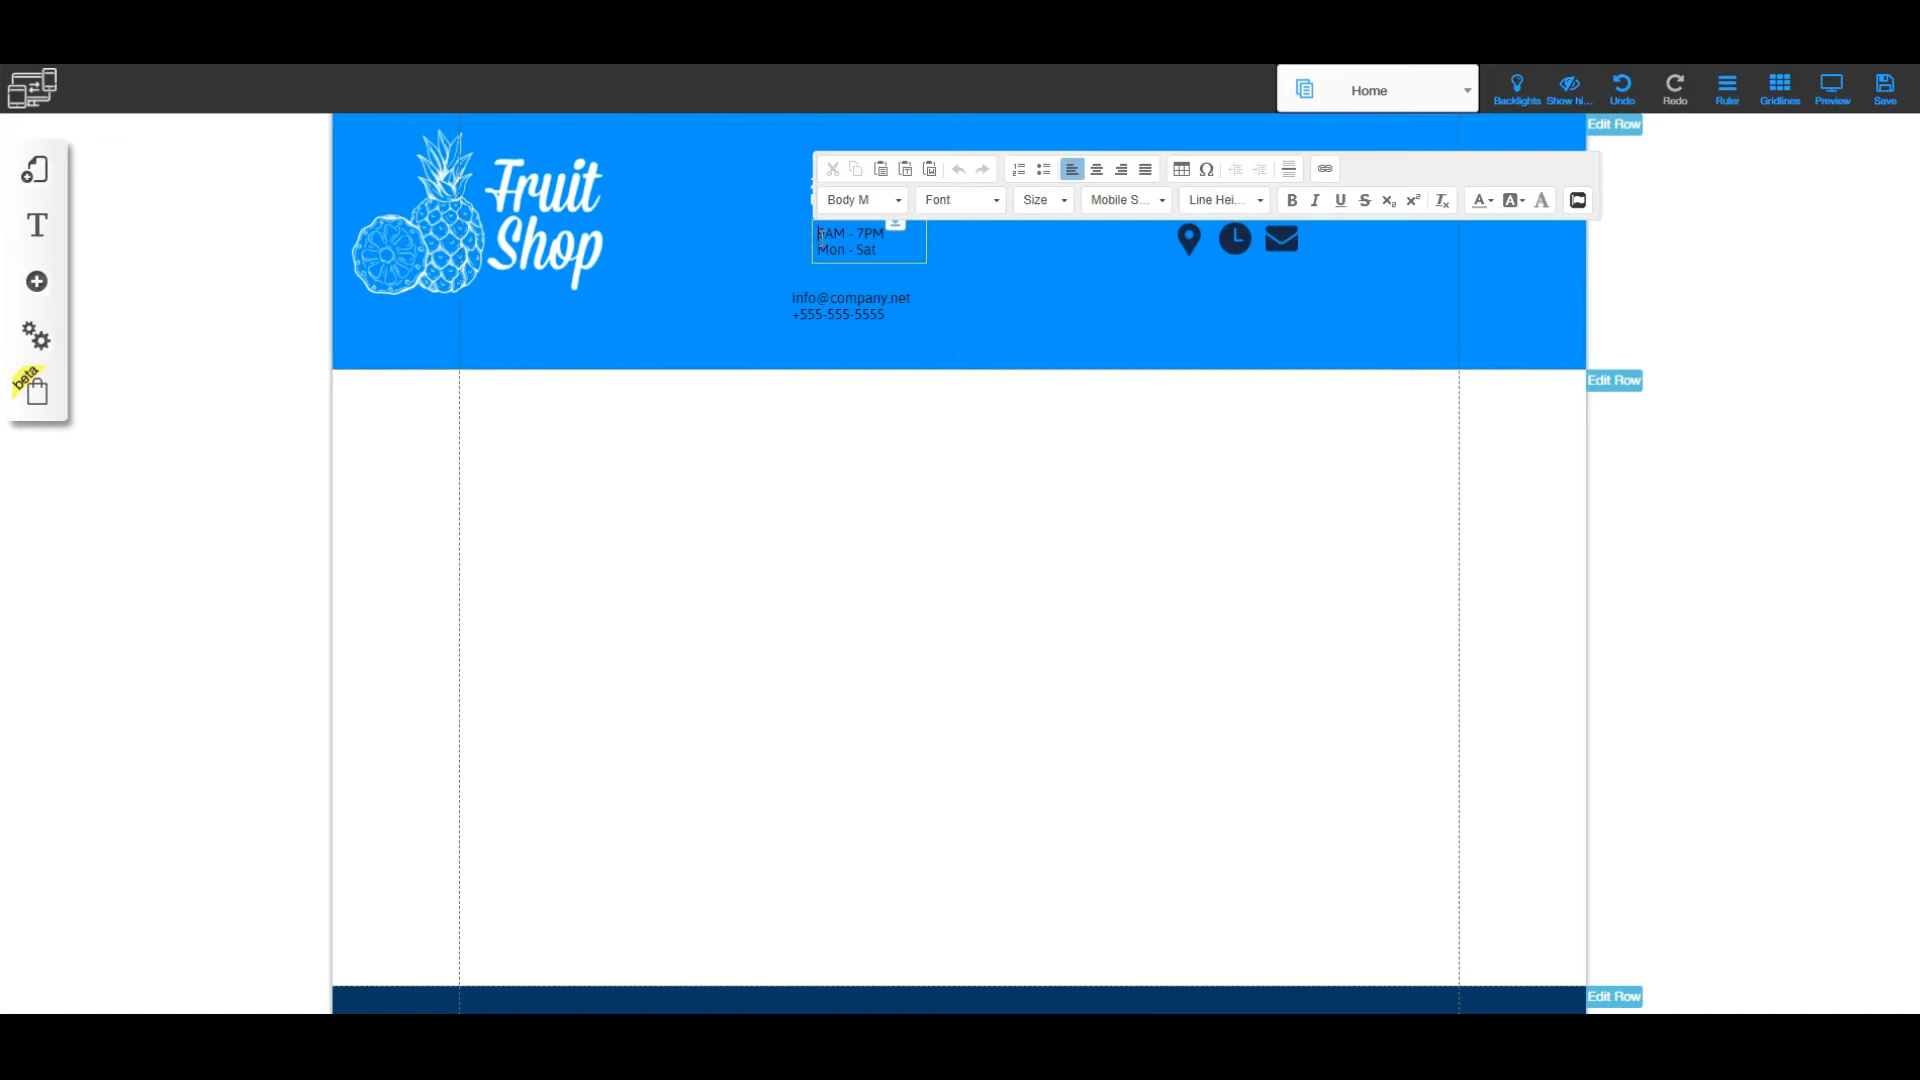 Home
Backlights
Show hi...
Undo
Redo
Ruler
Gridlines
Preview
Save
Edit Row
Fruit
Shop
Body M
Font
Size
Mobile S...
Line Hei...
AM - 7PM
Mon - Sat
info@company.net
+555-555-5555
beta
Edit Row
Edit Row